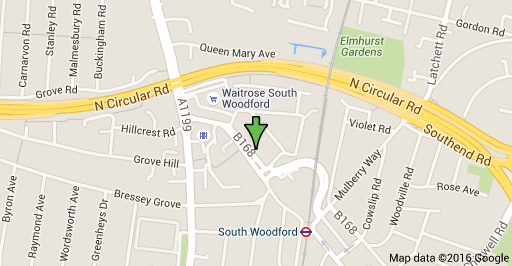 Carnarvon Rd
Stanley Rd
Malmesbury Rd
Buckingham Rd
Queen Mary Ave
Elmhurst
Gardens
Latchett Rd
Gordon Rd
Grove Rd
N Circular Rd
Waitrose South
Woodford
N Circular Rd
Southend Rd
A1199
Hillcrest Rd
B168
Violet Rd
Grove Hill
Mulberry Way
Cowslip Rd
Woodville Rd
Rose Ave
Byron Ave
Raymond Ave
Wordsworth Ave
Greenheys Dr
Bressey Grove
B168
South Woodford
Map data ©2016 Google